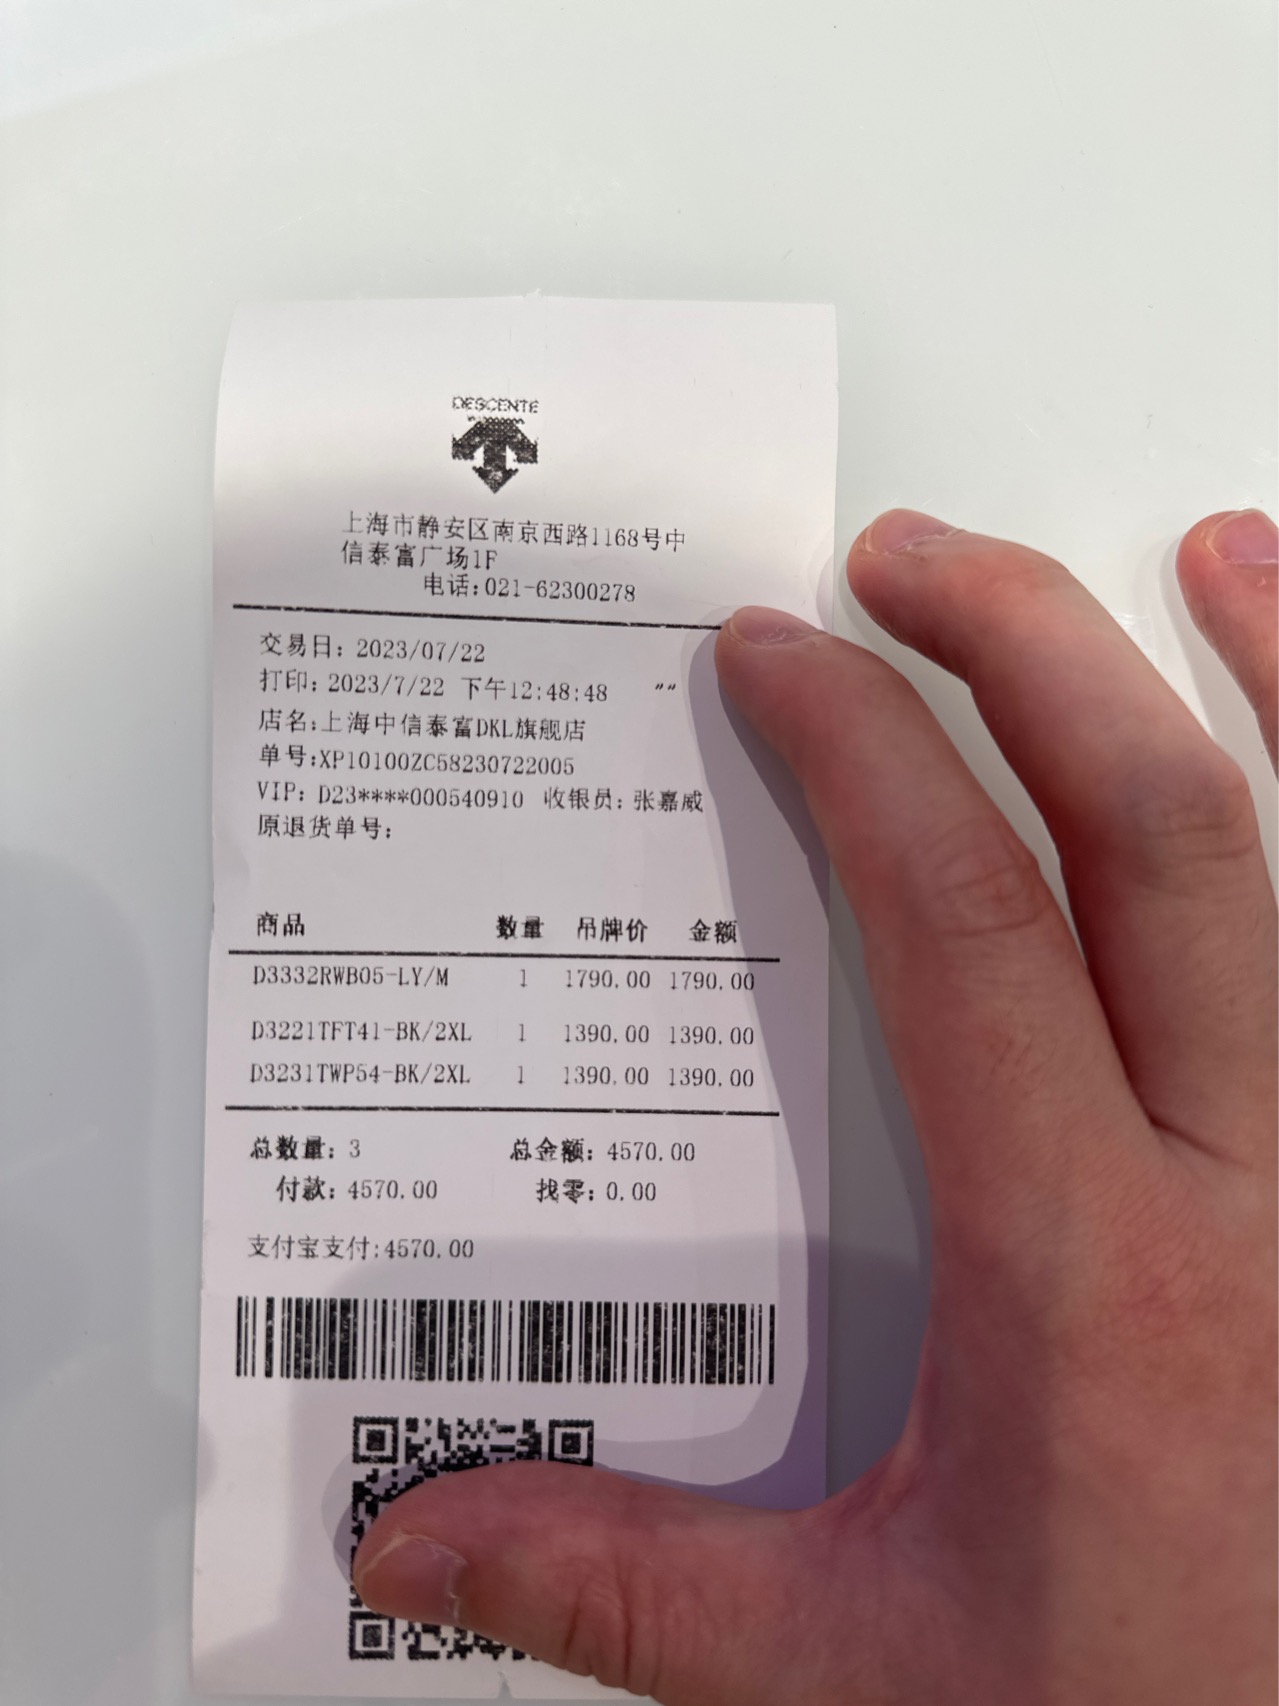 DESCENTE
上海市静安区南京西路1168号中
信泰富广场1F
电话:021-62300278
交易日: 2023/07/22
打印: 2023/7/22 下午12:48:48 ""
店名:上海中信泰富DKL旗舰店
单号:XP10100ZC58230722005
VIP: D23****000540910 收银员: 张嘉威
原退货单号:
商品 数量 吊牌价 金额
D3332RWB05-LY/M 1 1790.00 1790.00
D3221TFT41-BK/2XL 1 1390.00 1390.00
D3231TWP54-BK/2XL 1 1390.00 1390.00
总数量: 3 总金额: 4570.00
付款: 4570.00 找零: 0.00
支付宝支付:4570.00